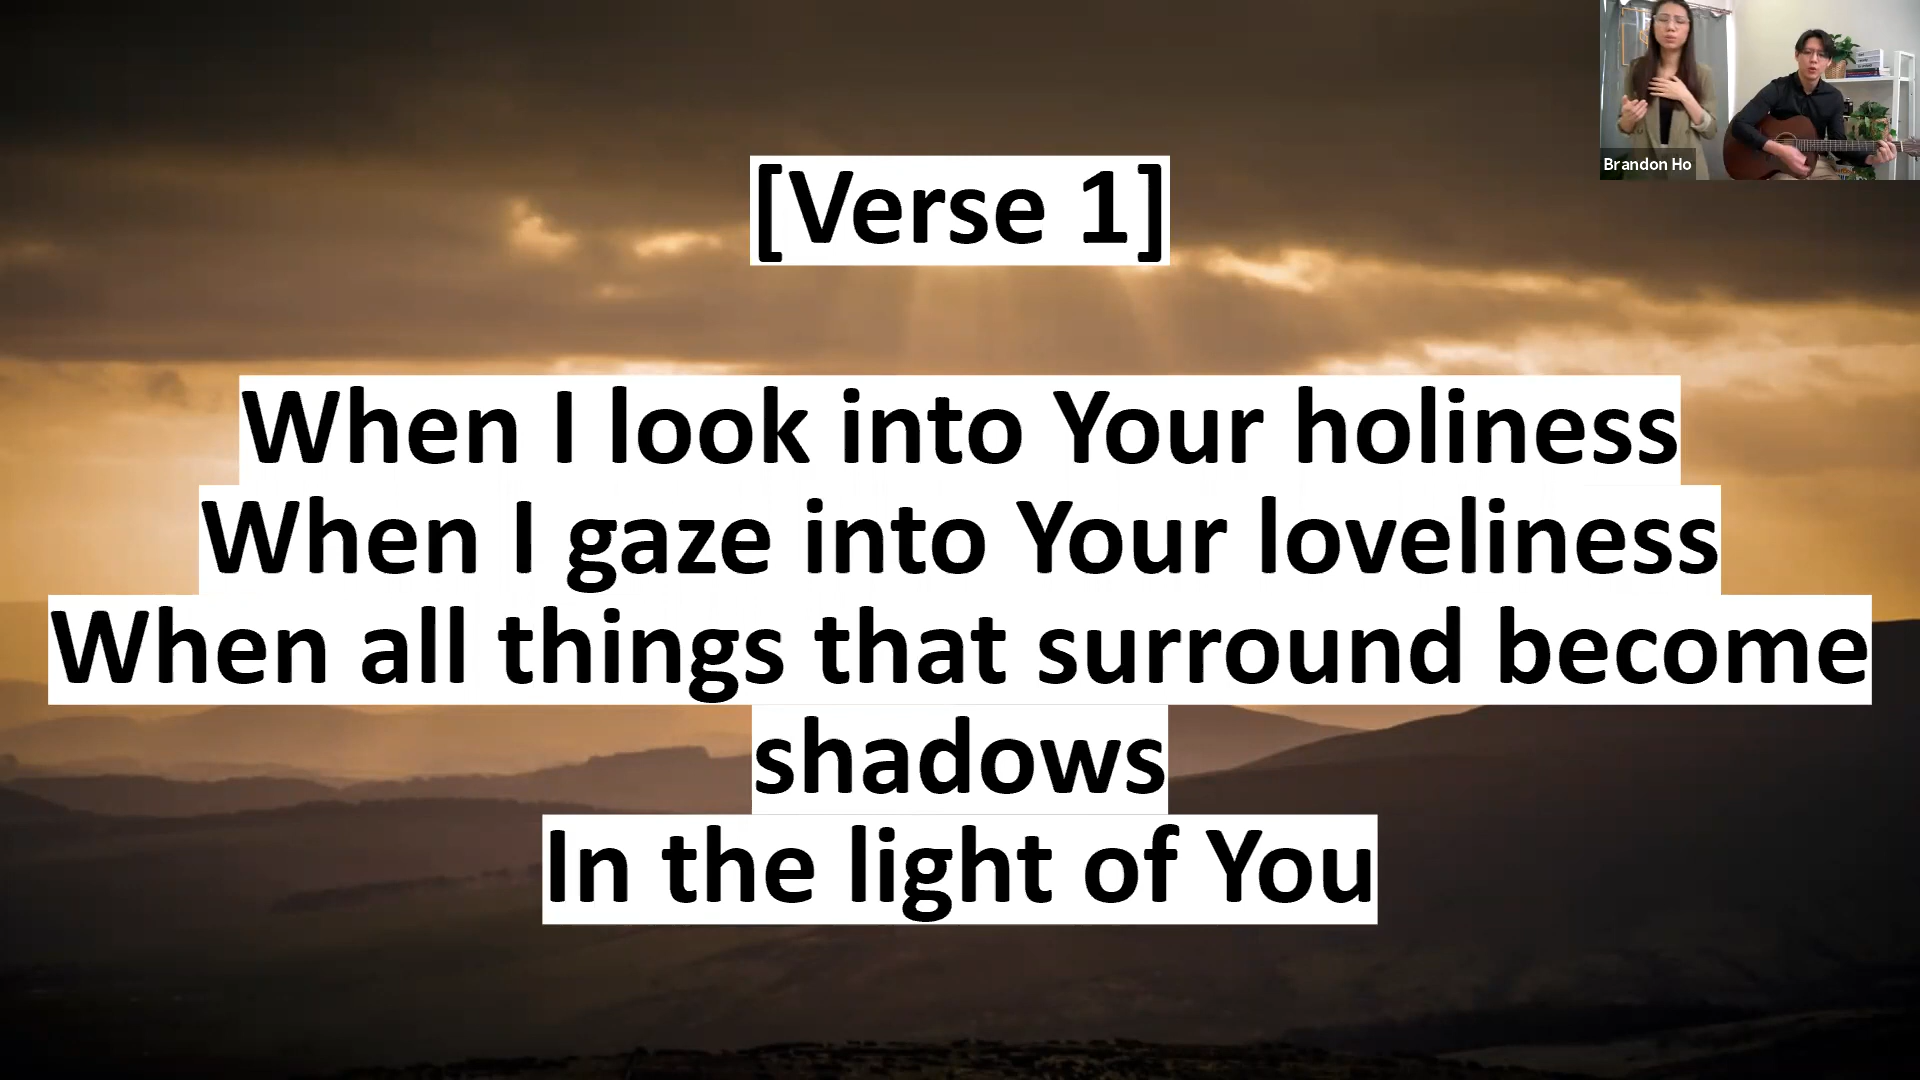 Brandon Ho
[Verse 1]
When I look into Your holiness
When I gaze into Your loveliness
When all things that surround become
shadows
In the light of You